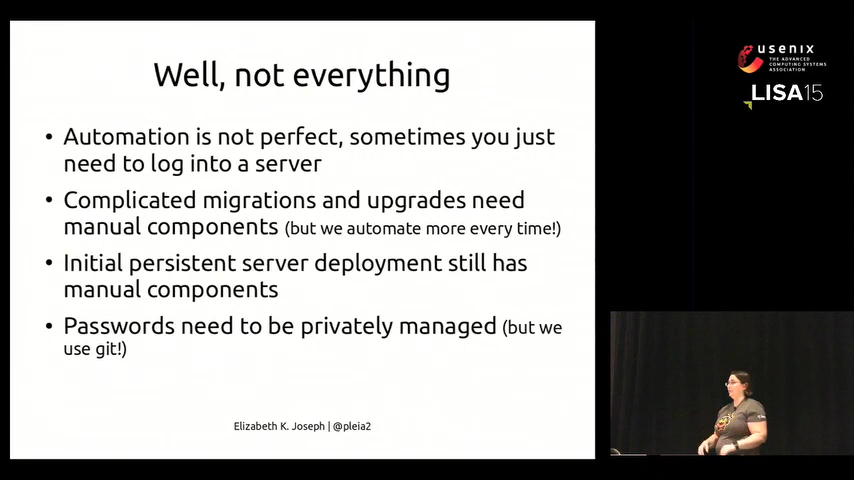 Well, not everything
• Automation is not perfect, sometimes you just
need to log into a server
• Complicated migrations and upgrades need
manual components (but we automate more every time!)
• Initial persistent server deployment still has
manual components
• Passwords need to be privately managed (but we
use git!)
Elizabeth K. Joseph | @pleia2
usenix
THE ADVANCED
COMPUTING SYSTEMS
ASSOCIATION
LISA15